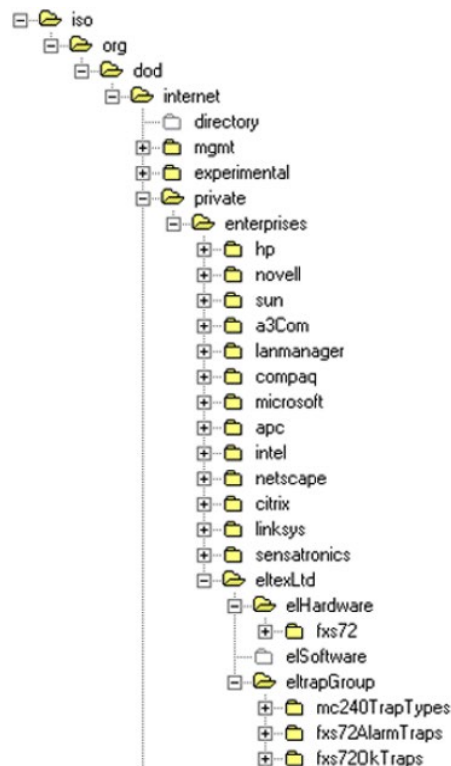 iso
org
dod
internet
directory
mgmt
experimental
private
enterprises
hp
novell
sun
a3Com
lanmanager
compaq
microsoft
apc
intel
netscape
citrix
linksys
sensatronics
eltexLtd
elHardware
fxs72
elSoftware
eltrapGroup
mc240TrapTypes
fxs72AlarmTraps
fxs72OkTraps